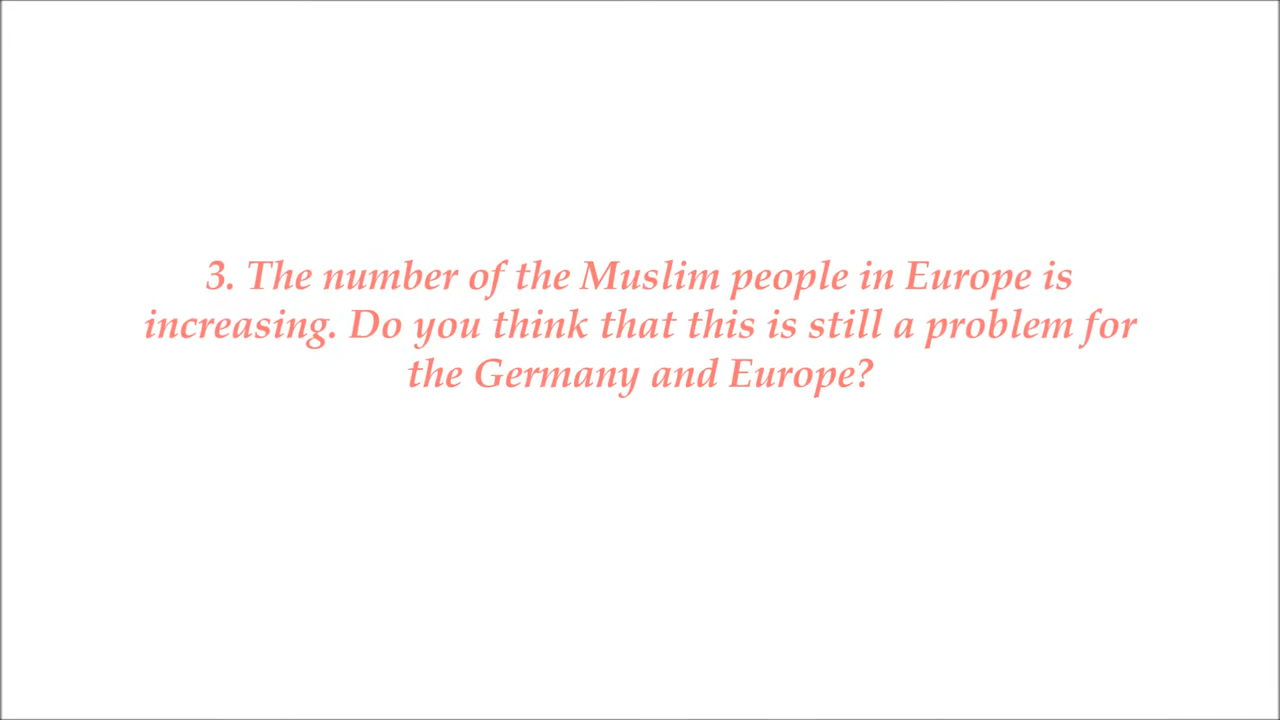 3. The number of the Muslim people in Europe is
increasing. Do you think that this is still a problem for
the Germany and Europe?